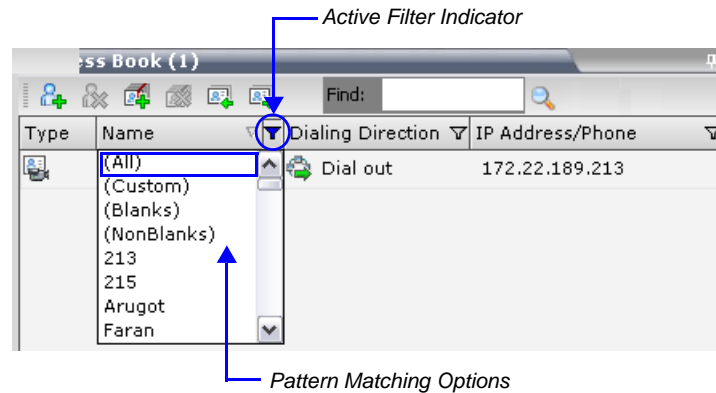 Active Filter Indicator
ess Book (1)
Find:
Type Name Dialing Direction IP Address/Phone
(All)
Dial out 172.22.189.213
(Custom)
(Blanks)
(NonBlanks)
213
215
Arugot
Faran
Pattern Matching Options